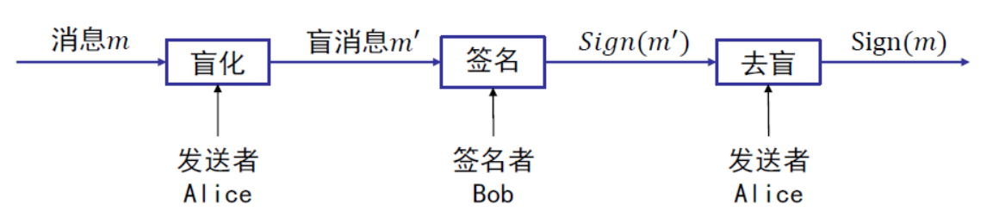 消息m
盲消息m′
Sign(m′)
Sign(m)
盲化
签名
去盲
发送者
Alice
签名者
Bob
发送者
Alice